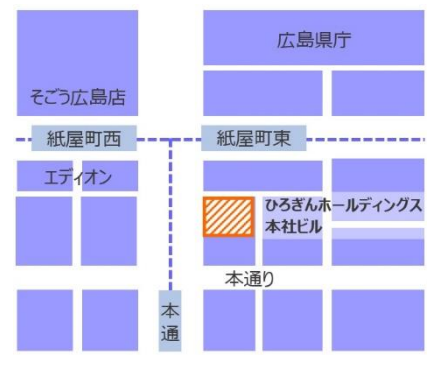 広島県庁
そごう広島店
紙屋町西
紙屋町東
エディオン
ひろぎんホールディングス
本社ビル
本通り
本通